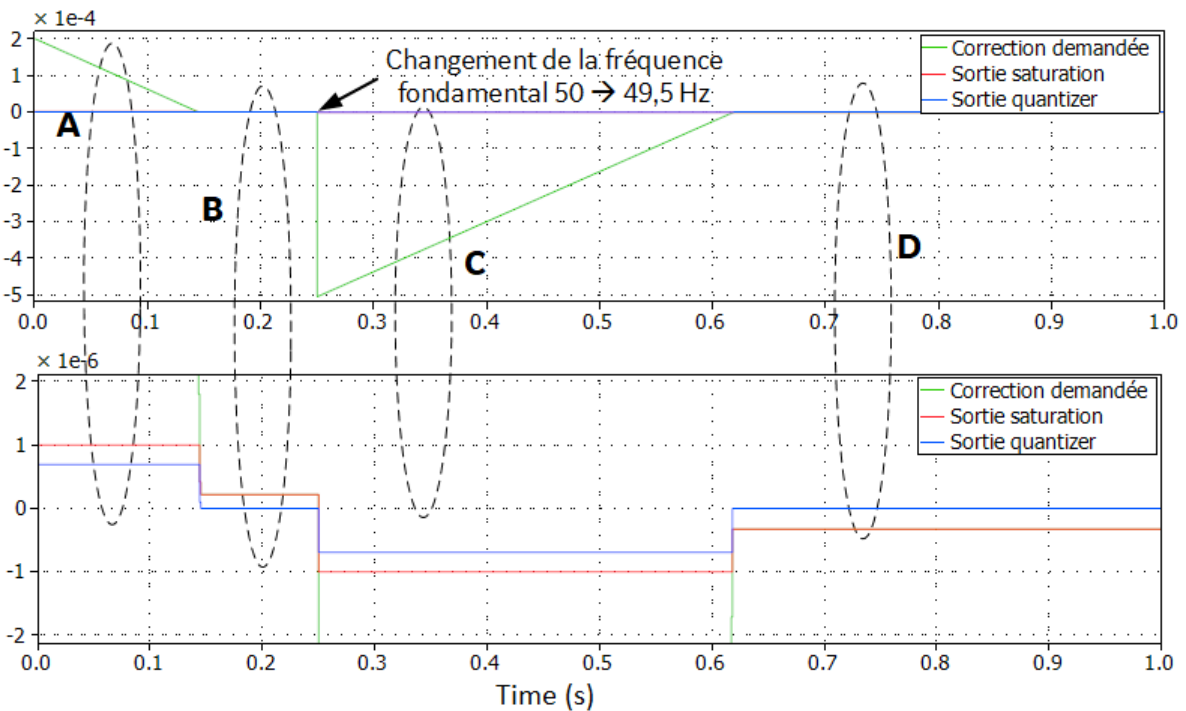 × 1e-4
2
1
0
-1
-2
-3
-4
-5
0.0 0.1 0.2 0.3 0.4 0.5 0.6 0.7 0.8 0.9 1.0
Changement de la fréquence
fondamental 50 → 49,5 Hz
Correction demandée
Sortie saturation
Sortie quantizer
A
B
C
D
× 1e-6
2
1
0
-1
-2
0.0 0.1 0.2 0.3 0.4 0.5 0.6 0.7 0.8 0.9 1.0
Correction demandée
Sortie saturation
Sortie quantizer
Time (s)